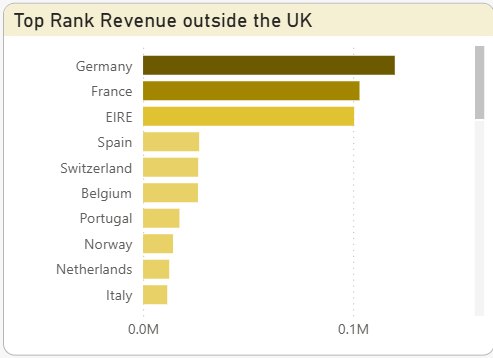 Top Rank Revenue outside the UK
Germany
France
EIRE
Spain
Switzerland
Belgium
Portugal
Norway
Netherlands
Italy
0.0M 0.1M